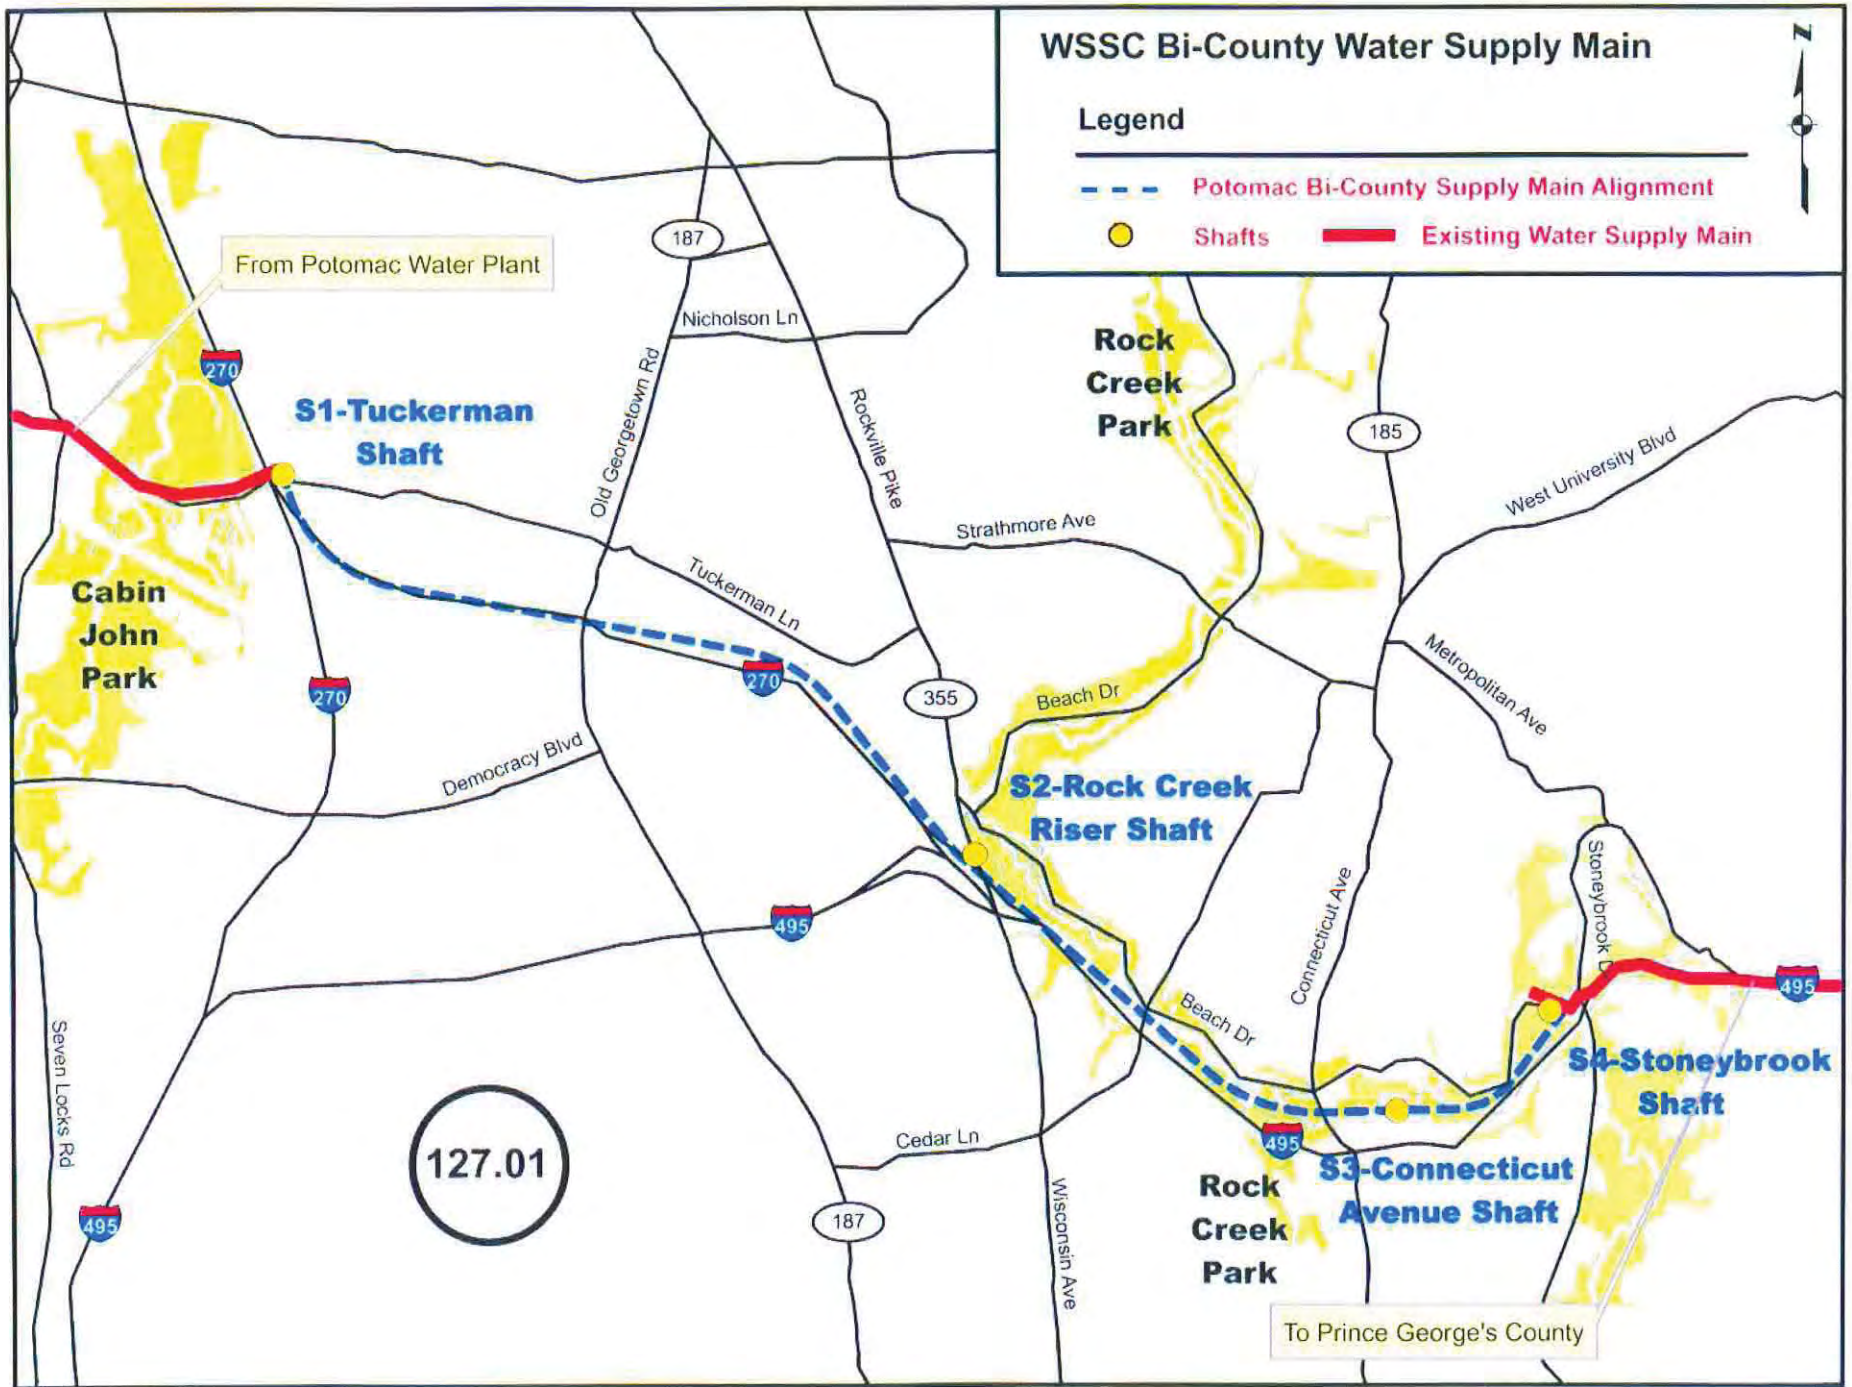 WSSC Bi-County Water Supply Main
N
Legend
Potomac Bi-County Supply Main Alignment
Shafts
Existing Water Supply Main
187
From Potomac Water Plant
Nicholson Ln
Rock
Creek
Park
270
S1-Tuckerman
Shaft
Old Georgetown Rd
Rockville Pike
185
West University Blvd
Strathmore Ave
Tuckerman Ln
Cabin
John
Park
270
270
355
Beach Dr
Metropolitan Ave
Democracy Blvd
S2-Rock Creek
Riser Shaft
Stoneybrook D
Connecticut Ave
495
495
Beach Dr
Seven Locks Rd
S4-Stoneybrook
Shaft
127.01
Cedar Ln
495
S3-Connecticut
Avenue Shaft
Rock
Creek
Park
495
187
Wisconsin Ave
To Prince George's County